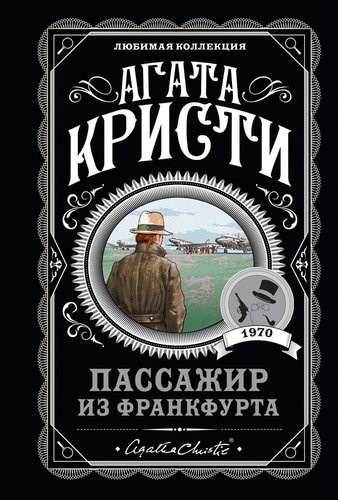 ЛЮБИМАЯ КОЛЛЕКЦИЯ
АГАТА
КРИСТИ
1970
ПАССАЖИР
ИЗ ФРАНКФУРТА
Agatha Christie®